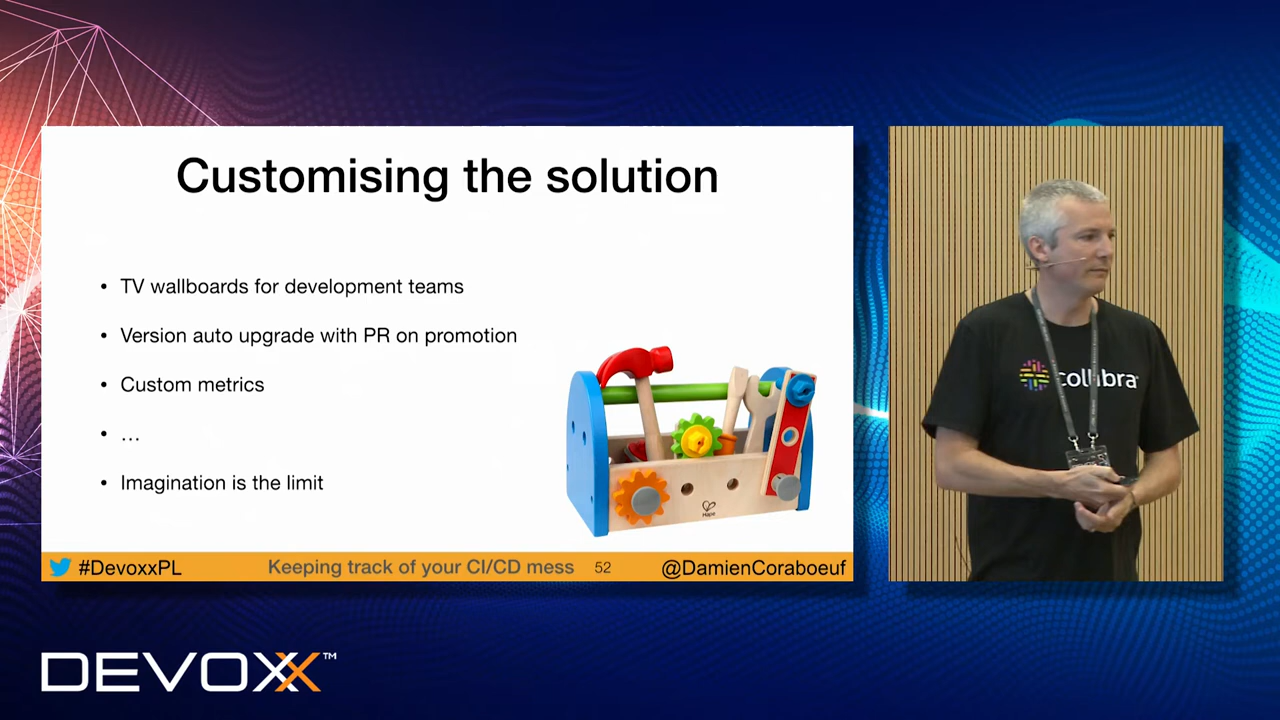 Customising the solution
• TV wallboards for development teams
• Version auto upgrade with PR on promotion
• Custom metrics
• …
• Imagination is the limit
Hape
#DevoxxPL
Keeping track of your CI/CD mess
52
@DamienCoraboeuf
collibra
DEVOXX™